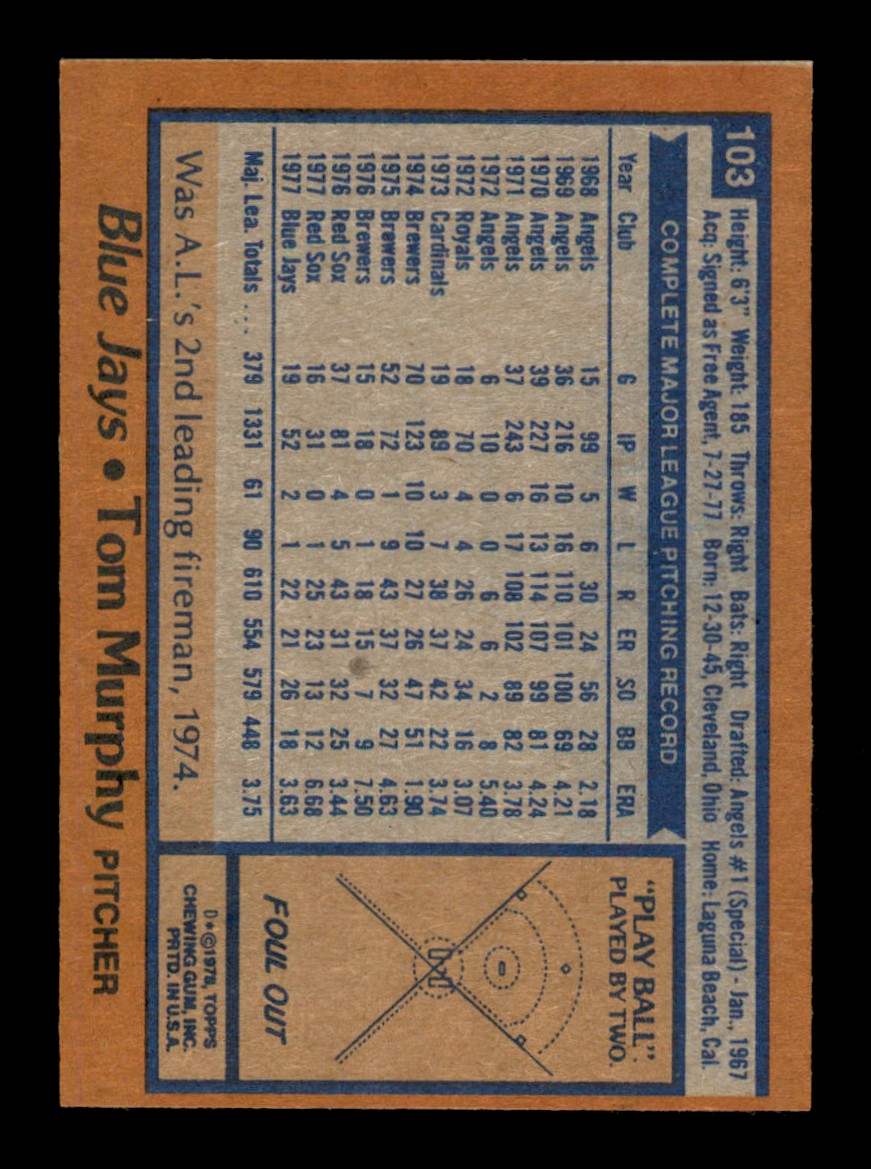 103
Height: 6'3" Weight: 185 Throws: Right Bats: Right Drafted: Angels #1 (Special) - Jan., 1967
Acq: Signed as Free Agent, 7-27-77 Born: 12-30-45, Cleveland, Ohio Home: Laguna Beach, Cal.
COMPLETE MAJOR LEAGUE PITCHING RECORD
Year Club G IP W L R ER SO BB ERA
1968 Angels 15 99 5 6 30 24 56 28 2.18
1969 Angels 36 216 10 16 110 101 100 69 4.21
1970 Angels 39 227 16 13 114 107 99 81 4.24
1971 Angels 37 243 6 17 108 102 89 82 3.78
1972 Angels 6 10 0 0 6 6 2 8 5.40
1972 Royals 18 70 4 4 26 24 34 16 3.07
1973 Cardinals 19 89 3 7 38 37 42 22 3.74
1974 Brewers 70 123 10 10 27 26 47 51 1.90
1975 Brewers 52 72 1 9 43 37 32 27 4.63
1976 Brewers 15 18 0 1 18 15 7 9 7.50
1976 Red Sox 37 81 4 5 43 31 32 25 3.44
1977 Red Sox 16 31 0 1 25 23 13 12 6.68
1977 Blue Jays 19 52 2 1 22 21 26 18 3.63
Maj. Lea. Totals ... 379 1331 61 90 610 554 579 448 3.75
Was A.L.'s 2nd leading fireman, 1974.
"PLAY BALL"
PLAYED BY TWO.
FOUL OUT
D*©1978, TOPPS
CHEWING GUM, INC.
PRTD. IN U.S.A.
Blue Jays • Tom Murphy PITCHER